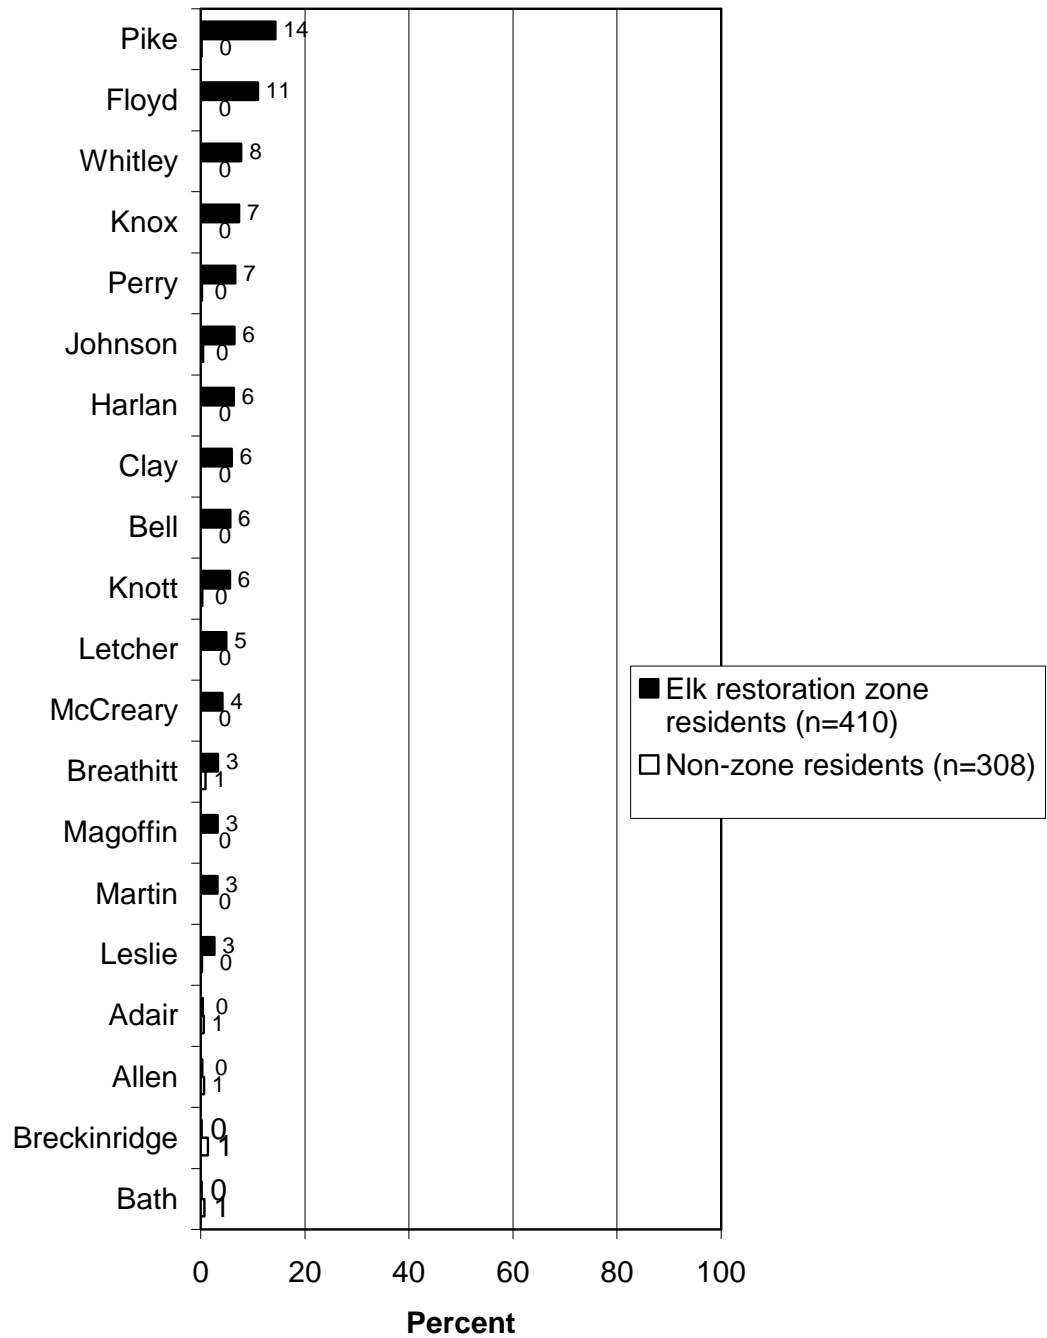 Pike 14
0
Floyd 11
0
Whitley 8
0
Knox 7
0
Perry 7
0
Johnson 6
0
Harlan 6
0
Clay 6
0
Bell 6
0
Knott 6
0
Letcher 5
0
McCreary 4
0
Breathitt 3
1
Magoffin 3
0
Martin 3
0
Leslie 3
0
Adair 0
1
Allen 0
1
Breckinridge 0
1
Bath 0
1
0 20 40 60 80 100
Percent
Elk restoration zone
residents (n=410)
Non-zone residents (n=308)